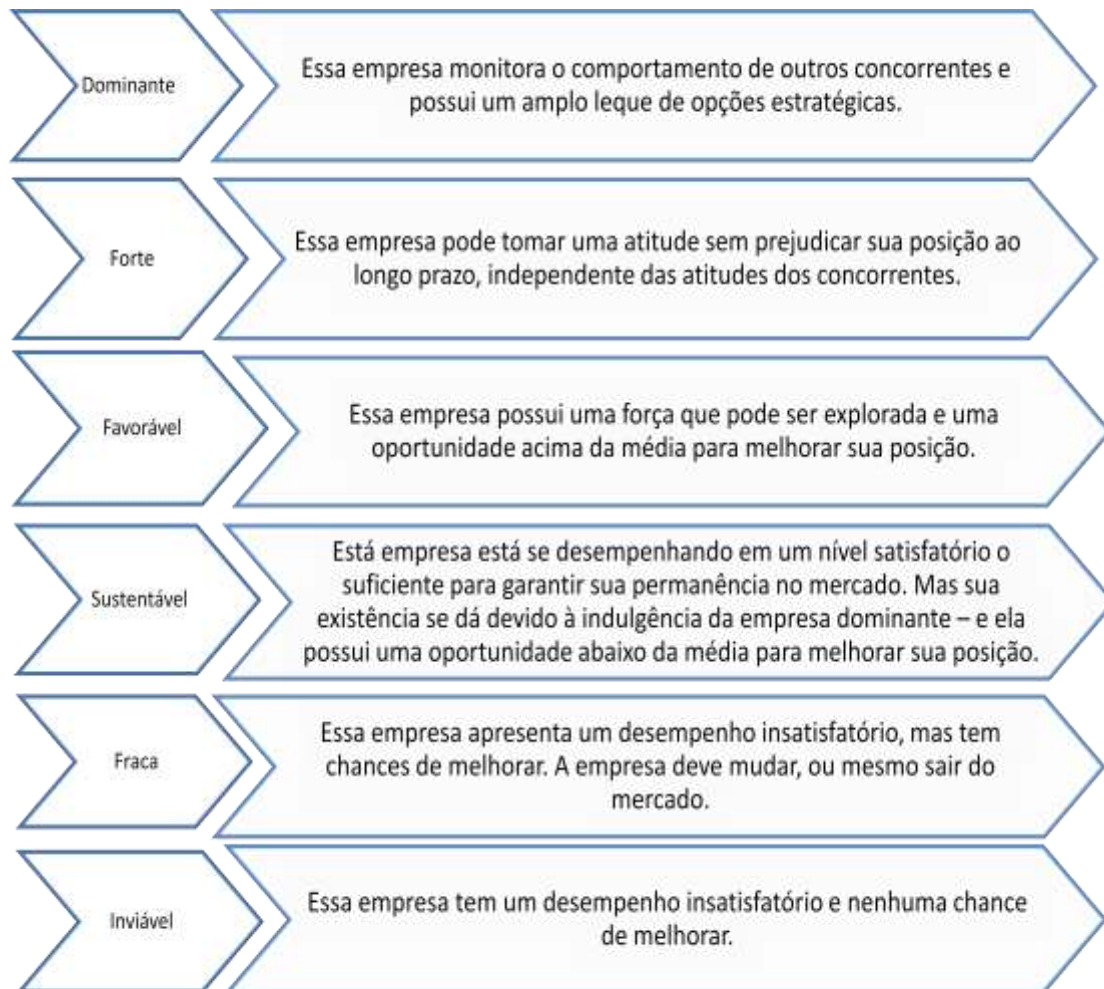 Dominante
Essa empresa monitora o comportamento de outros concorrentes e
possui um amplo leque de opções estratégicas.
Forte
Essa empresa pode tomar uma atitude sem prejudicar sua posição ao
longo prazo, independente das atitudes dos concorrentes.
Favorável
Essa empresa possui uma força que pode ser explorada e uma
oportunidade acima da média para melhorar sua posição.
Sustentável
Está empresa está se desempenhando em um nível satisfatório o
suficiente para garantir sua permanência no mercado. Mas sua
existência se dá devido à indulgência da empresa dominante – e ela
possui uma oportunidade abaixo da média para melhorar sua posição.
Fraca
Essa empresa apresenta um desempenho insatisfatório, mas tem
chances de melhorar. A empresa deve mudar, ou mesmo sair do
mercado.
Inviável
Essa empresa tem um desempenho insatisfatório e nenhuma chance
de melhorar.